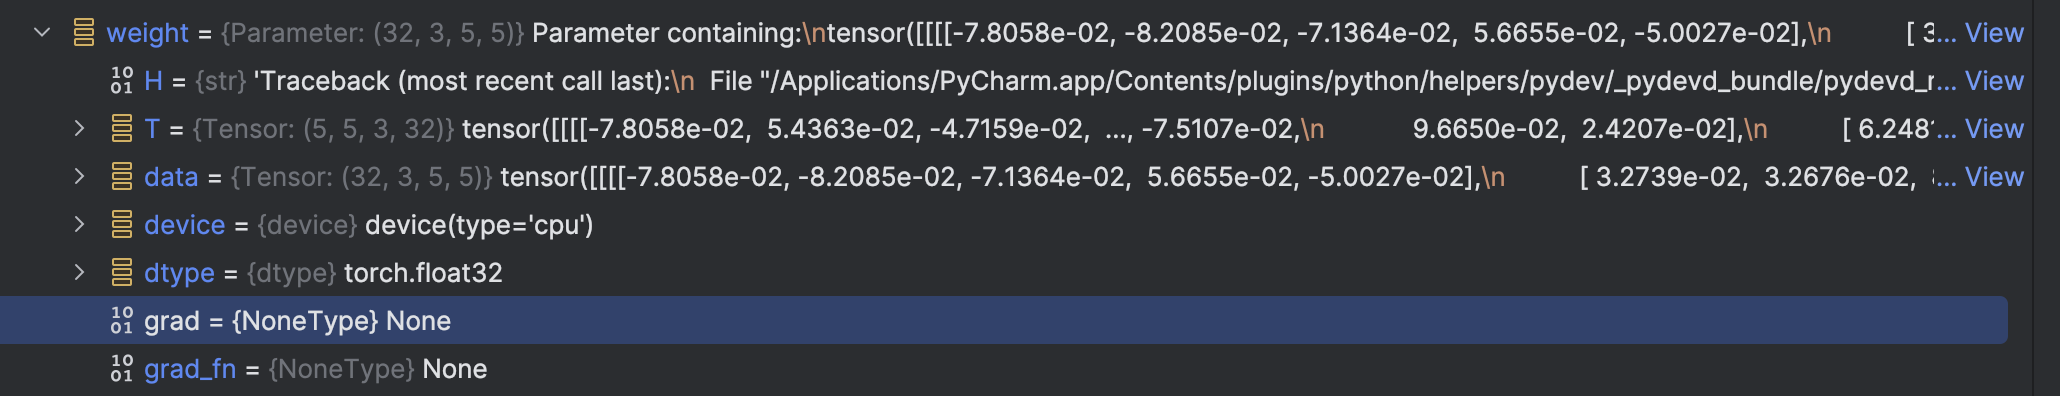 weight = {Parameter: (32, 3, 5, 5)} Parameter containing:\ntensor([[[[-7.8058e-02, -8.2085e-02, -7.1364e-02,  5.6655e-02, -5.0027e-02],\n          [ 3... View
10 01 H = {str} 'Traceback (most recent call last):\n  File "/Applications/PyCharm.app/Contents/plugins/python/helpers/pydev/_pydevd_bundle/pydevd_r... View
T = {Tensor: (5, 5, 3, 32)} tensor([[[[-7.8058e-02,  5.4363e-02, -4.7159e-02,  ..., -7.5107e-02,\n           9.6650e-02,  2.4207e-02],\n          [ 6.248... View
data = {Tensor: (32, 3, 5, 5)} tensor([[[[-7.8058e-02, -8.2085e-02, -7.1364e-02,  5.6655e-02, -5.0027e-02],\n          [ 3.2739e-02,  3.2676e-02, ... View
device = {device} device(type='cpu')
dtype = {dtype} torch.float32
10 01 grad = {NoneType} None
10 01 grad_fn = {NoneType} None